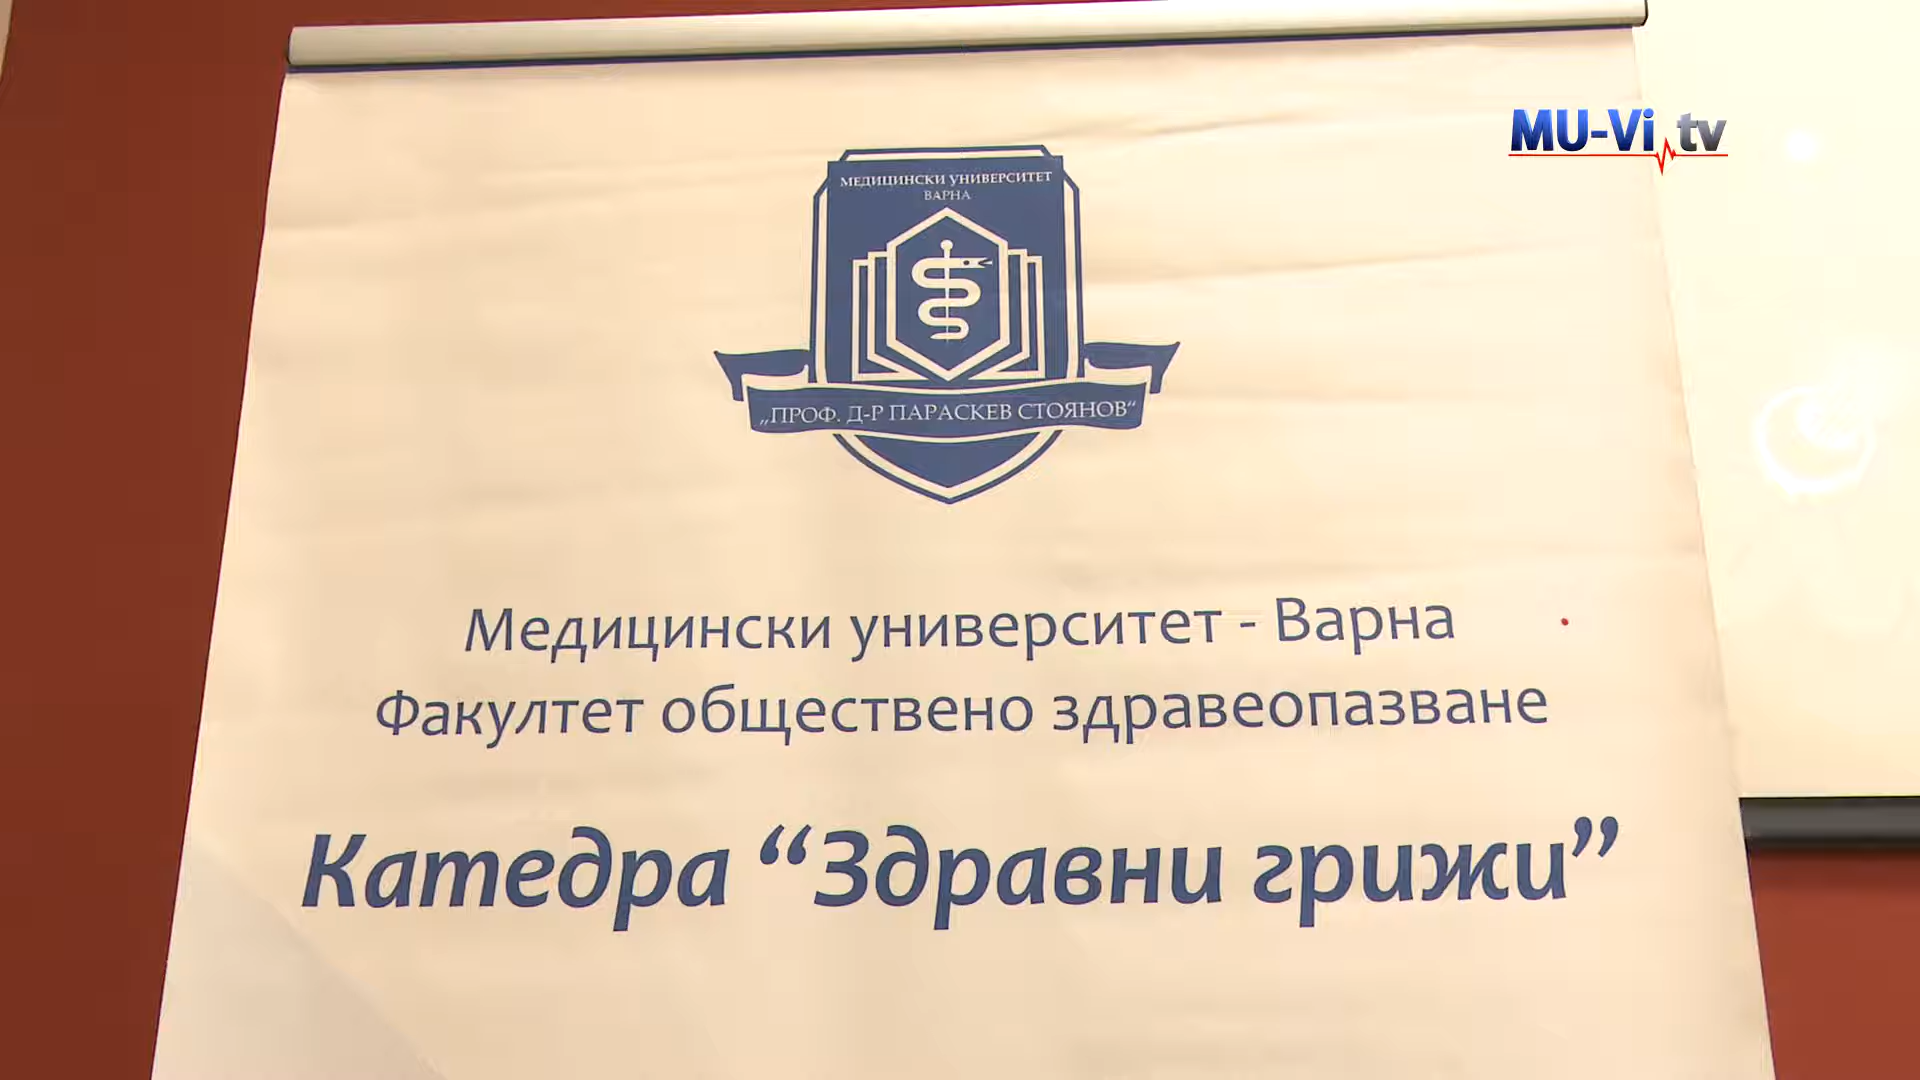 MU-Vi tv
МЕДИЦИНСКИ УНИВЕРСИТЕТ
ВАРНА
„ПРОФ. Д-Р ПАРАСКЕВ СТОЯНОВ“
Медицински университет - Варна
Факултет обществено здравеопазване
Катедра “Здравни грижи”